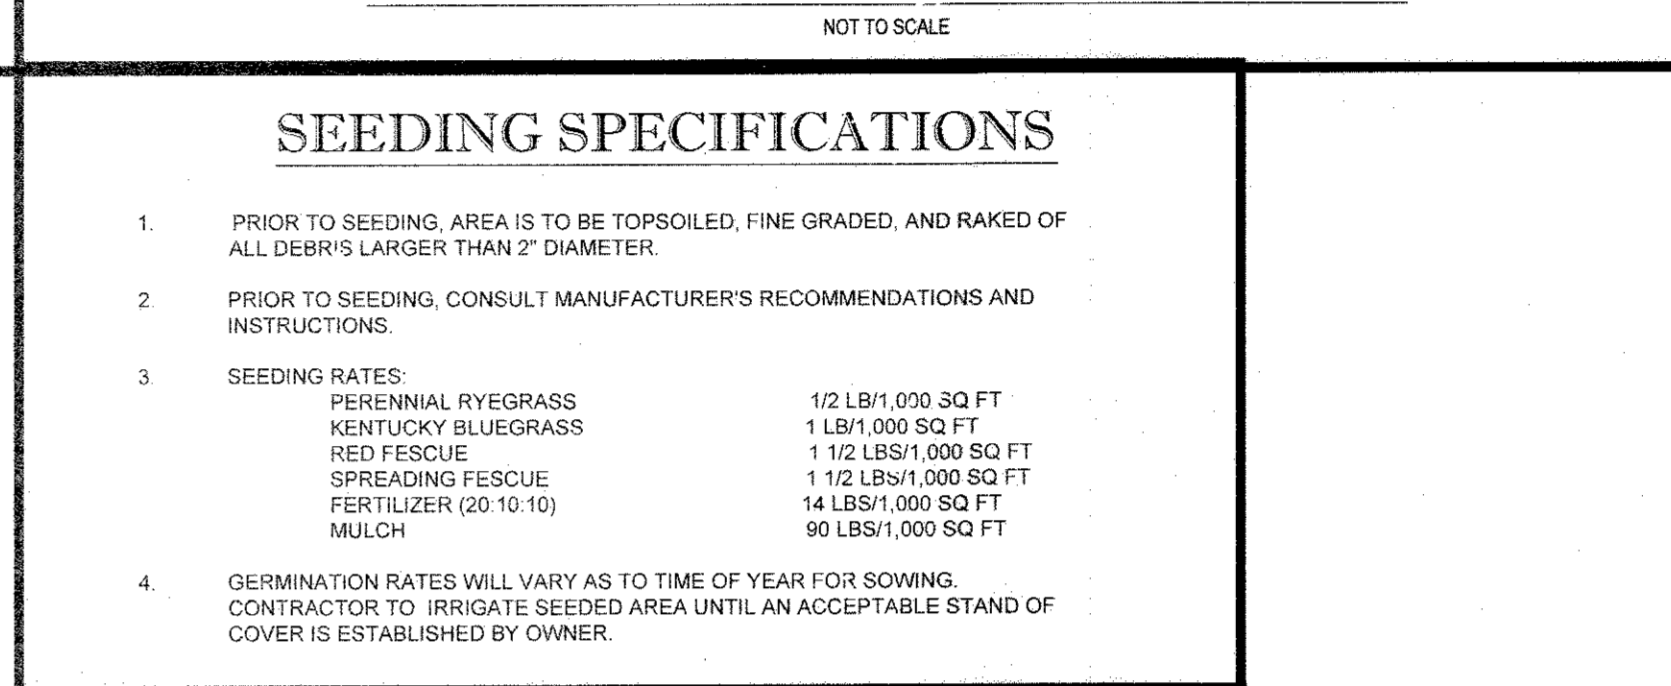 NOT TO SCALE
SEEDING SPECIFICATIONS
1. PRIOR TO SEEDING, AREA IS TO BE TOPSOILED, FINE GRADED, AND RAKED OF
ALL DEBRIS LARGER THAN 2" DIAMETER.
2. PRIOR TO SEEDING, CONSULT MANUFACTURER'S RECOMMENDATIONS AND
INSTRUCTIONS.
3. SEEDING RATES:
PERENNIAL RYEGRASS 1/2 LB/1,000 SQ FT
KENTUCKY BLUEGRASS 1 LB/1,000 SQ FT
RED FESCUE 1 1/2 LBS/1,000 SQ FT
SPREADING FESCUE 1 1/2 LBS/1,000 SQ FT
FERTILIZER (20:10:10) 14 LBS/1,000 SQ FT
MULCH 90 LBS/1,000 SQ FT
4. GERMINATION RATES WILL VARY AS TO TIME OF YEAR FOR SOWING.
CONTRACTOR TO IRRIGATE SEEDED AREA UNTIL AN ACCEPTABLE STAND OF
COVER IS ESTABLISHED BY OWNER.